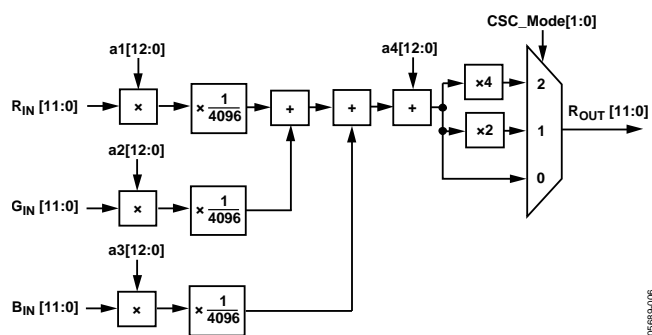 CSC_Mode[1:0]
a1[12:0]
a4[12:0]
R_IN [11:0]
×
× 1/4096
+
+
+
×4
2
×2
1
R_OUT [11:0]
0
a2[12:0]
G_IN [11:0]
×
× 1/4096
a3[12:0]
B_IN [11:0]
×
× 1/4096
05689-006